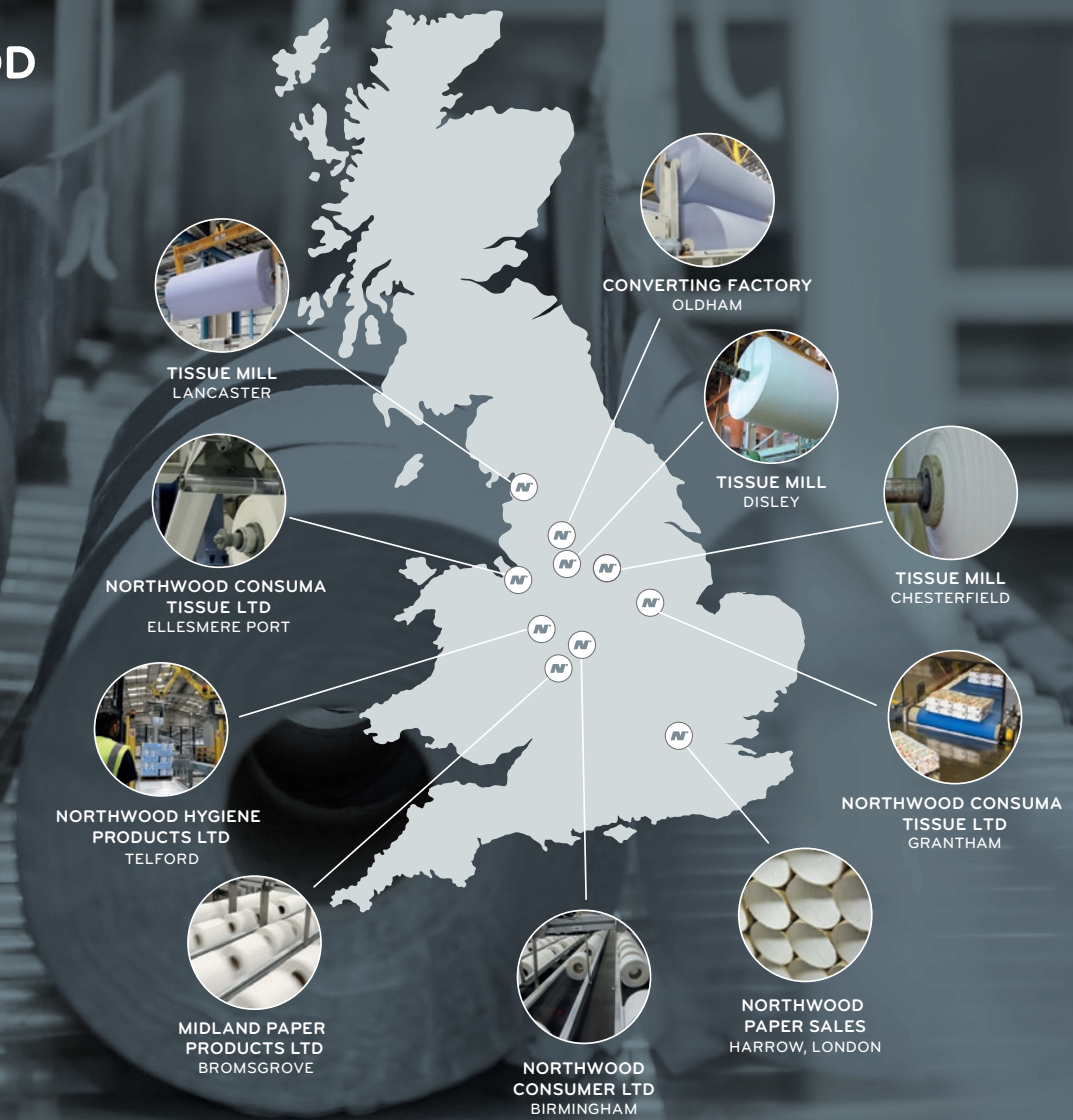 OD
CONVERTING FACTORY
OLDHAM
TISSUE MILL
LANCASTER
TISSUE MILL
DISLEY
NORTHWOOD CONSUMA
TISSUE LTD
ELLESMERE PORT
TISSUE MILL
CHESTERFIELD
NORTHWOOD HYGIENE
PRODUCTS LTD
TELFORD
NORTHWOOD CONSUMA
TISSUE LTD
GRANTHAM
MIDLAND PAPER
PRODUCTS LTD
BROMSGROVE
NORTHWOOD
CONSUMER LTD
BIRMINGHAM
NORTHWOOD
PAPER SALES
HARROW, LONDON
N
N
N
N
N
N
N
N
N
N